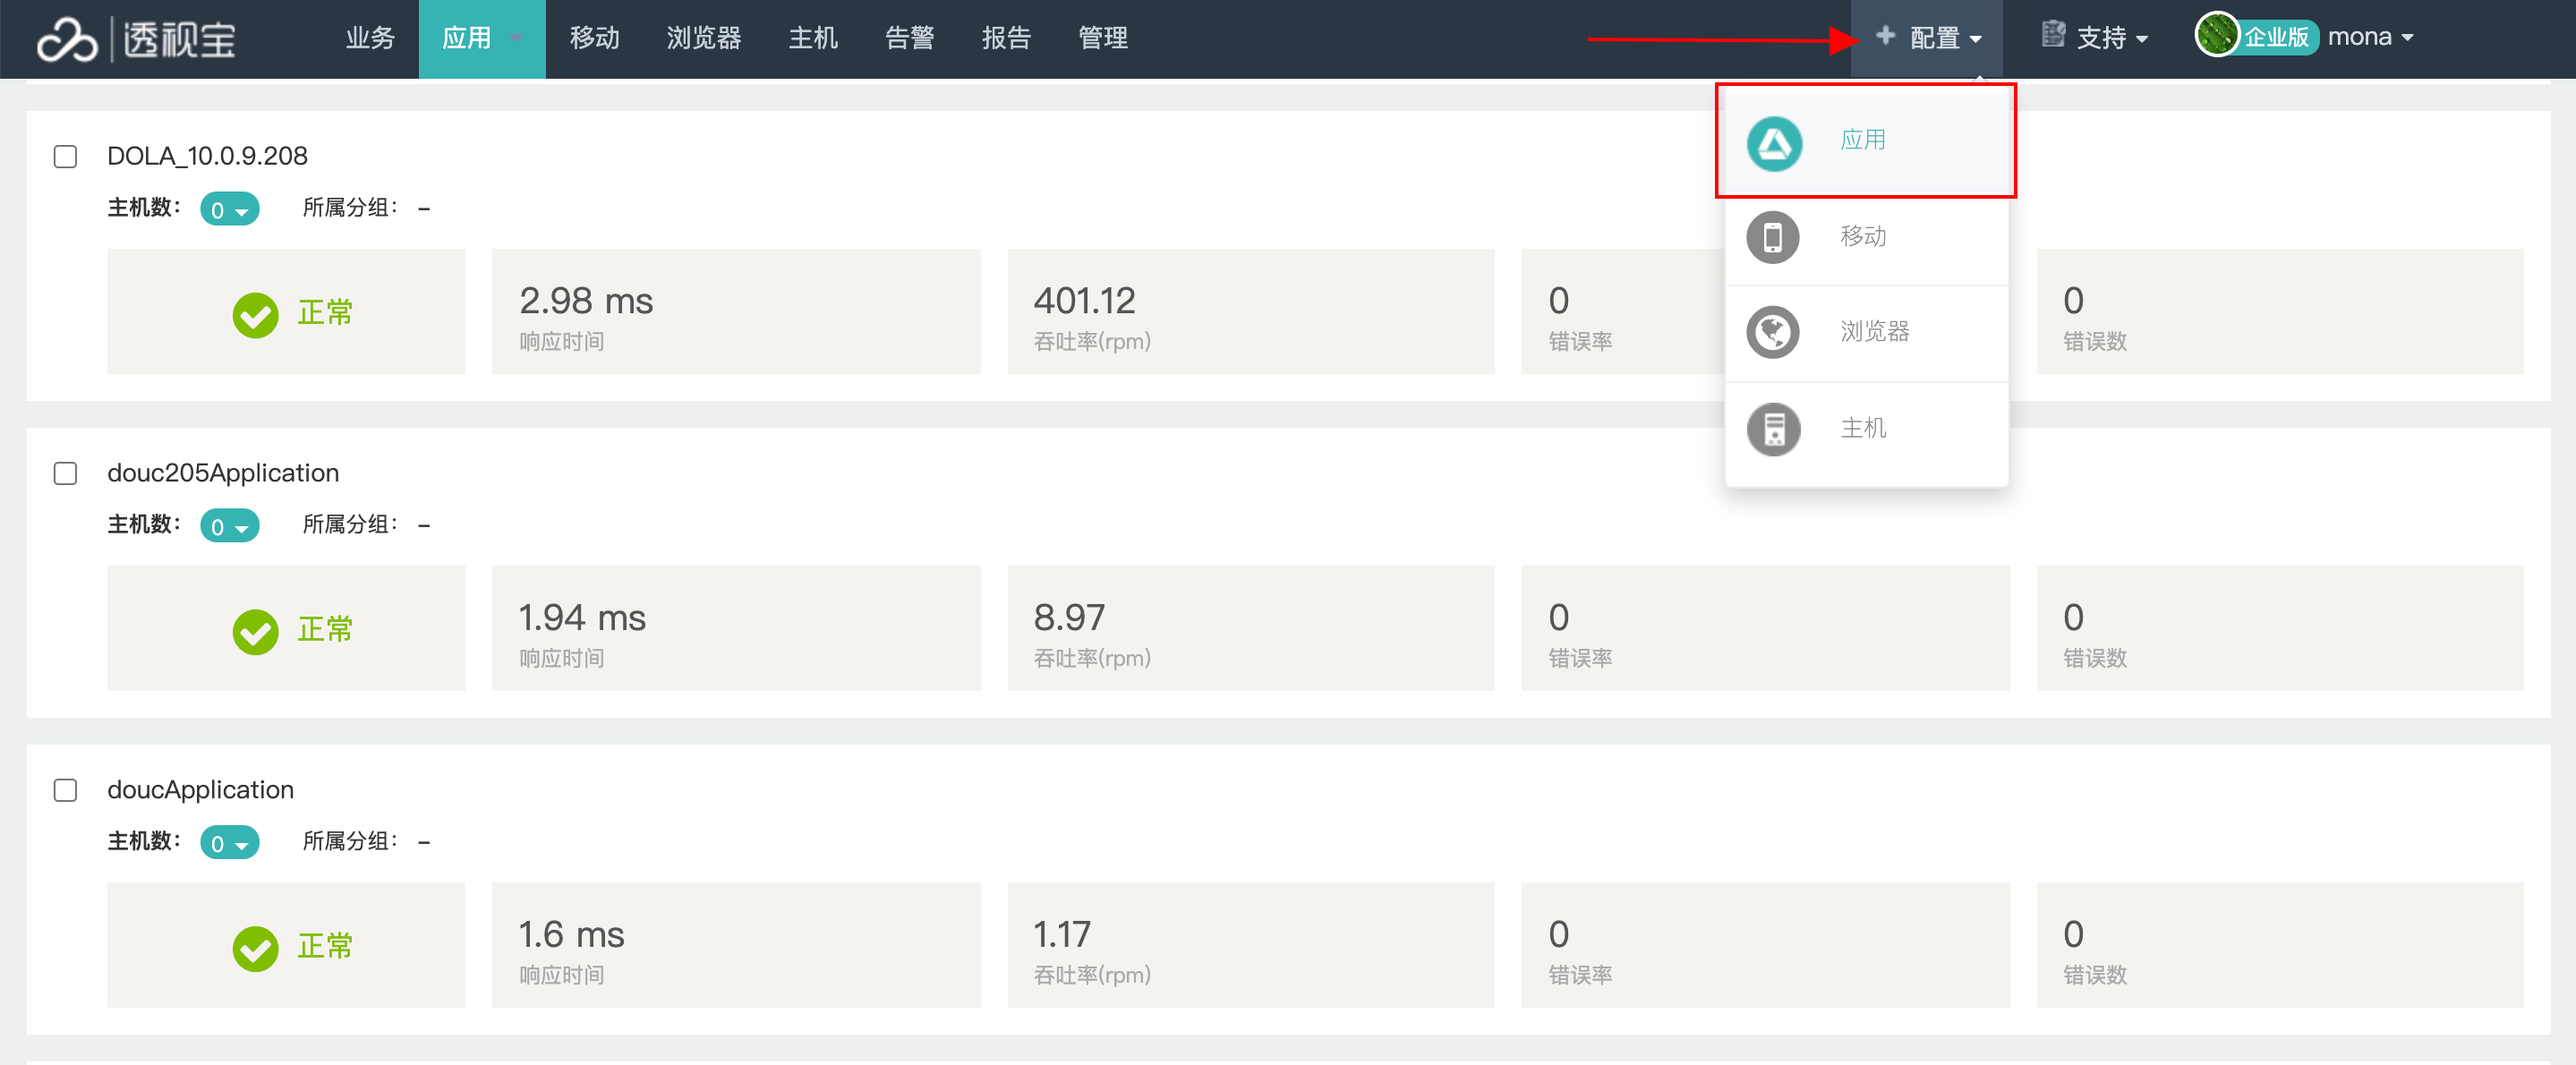 透视宝 业务 应用 移动 浏览器 主机 告警 报告 管理 + 配置 支持 企业版 mona
应用
移动
浏览器
主机
DOLA_10.0.9.208
主机数： 0 所属分组： –
正常
2.98 ms
响应时间
401.12
吞吐率(rpm)
0
错误率
0
错误数
douc205Application
主机数： 0 所属分组： –
正常
1.94 ms
响应时间
8.97
吞吐率(rpm)
0
错误率
0
错误数
doucApplication
主机数： 0 所属分组： –
正常
1.6 ms
响应时间
1.17
吞吐率(rpm)
0
错误率
0
错误数